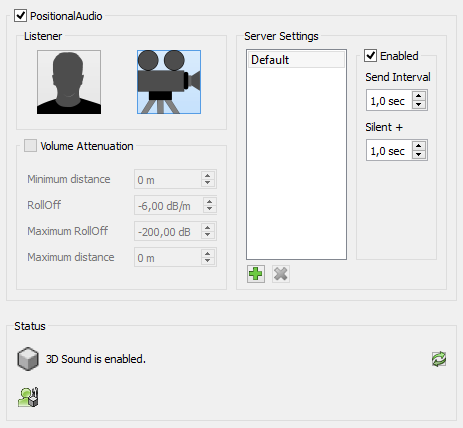 PositionalAudio
Listener
Volume Attenuation
Minimum distance 0 m
RollOff -6,00 dB/m
Maximum RollOff -200,00 dB
Maximum distance 0 m
Server Settings
Default
Enabled
Send Interval
1,0 sec
Silent +
1,0 sec
Status
3D Sound is enabled.